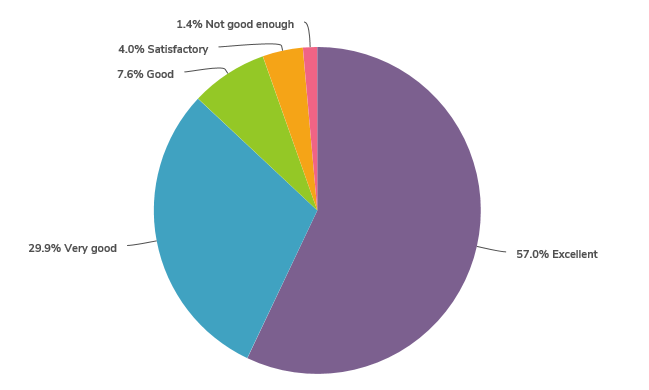 1.4% Not good enough
4.0% Satisfactory
7.6% Good
29.9% Very good
57.0% Excellent